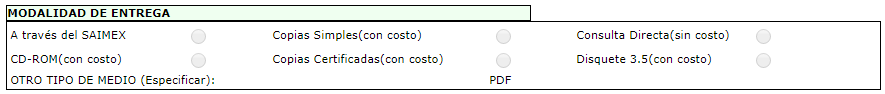 MODALIDAD DE ENTREGA
A través del SAIMEX Copias Simples(con costo) Consulta Directa(sin costo)
CD-ROM(con costo) Copias Certificadas(con costo) Disquete 3.5(con costo)
OTRO TIPO DE MEDIO (Especificar): PDF